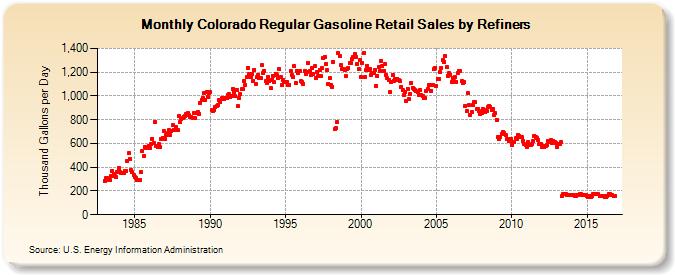 Monthly Colorado Regular Gasoline Retail Sales by Refiners
Thousand Gallons per Day
1,400
1,200
1,000
800
600
400
200
0
1985 1990 1995 2000 2005 2010 2015
Source: U.S. Energy Information Administration